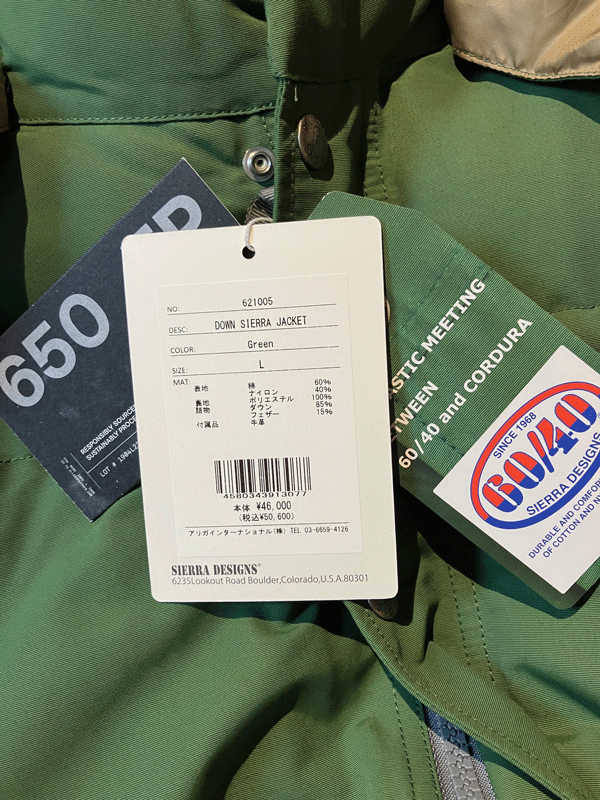 650
RESPONSIBLY SOURCED
SUSTAINABLY PROCE
NO: 621005
DESC: DOWN SIERRA JACKET
COLOR: Green
SIZE: L
MAT:
表地 綿 60%
ナイロン 40%
裏地 ポリエステル 100%
詰物 ダウン 85%
フェザー 15%
付属品 牛革
4580343913077
本体 ¥46,000
(税込¥50,600)
アリガインターナショナル(株) TEL 03-6659-4126
SIERRA DESIGNS®
6235Lookout Road Boulder,Colorado,U.S.A.80301
ASTIC MEETING
TWEEN
60/40 and CORDURA
SINCE 1968
60/40
SIERRA DESIGNS
DURABLE AND COMFOR
OF COTTON AND NY